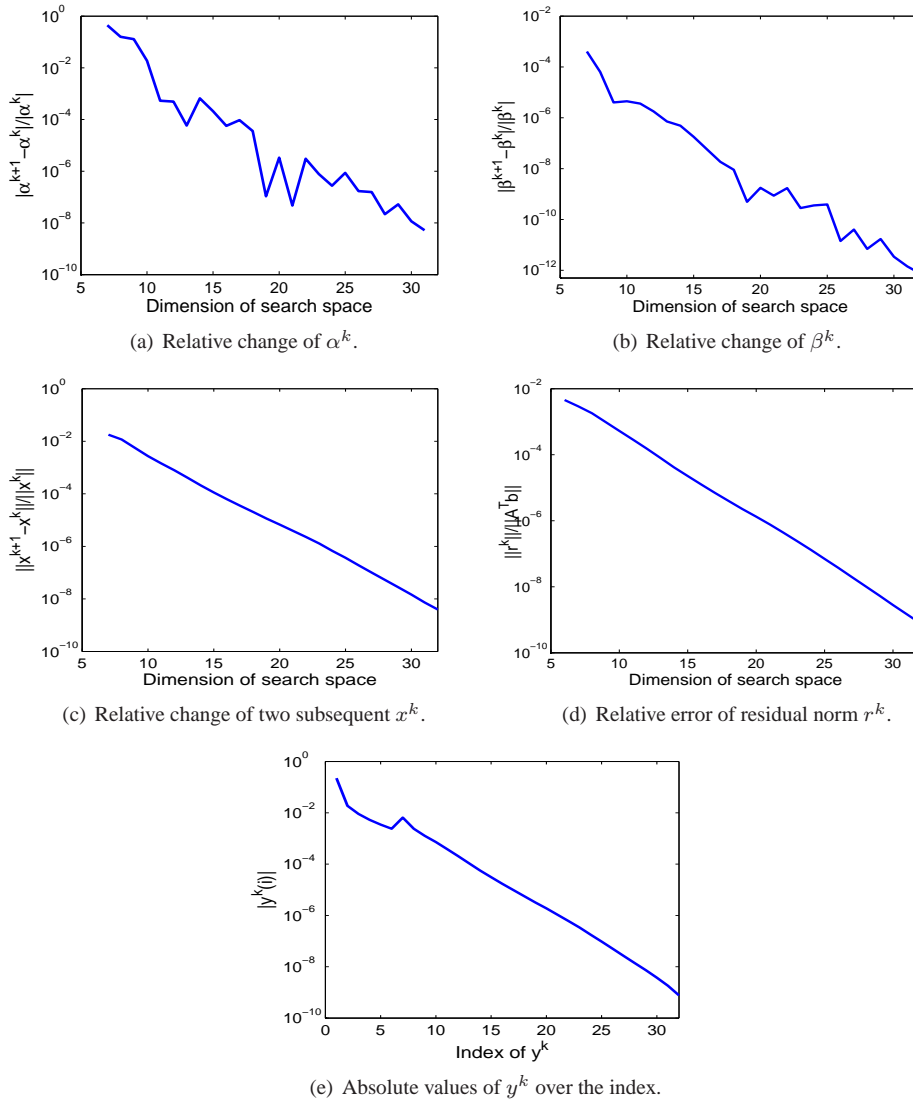 10^0
10^−2
10^−4
10^−6
10^−8
10^−10
|α^{k+1}−α^k|/|α^k|
5 10 15 20 25 30
Dimension of search space
(a) Relative change of α^k.
10^−2
10^−4
10^−6
10^−8
10^−10
10^−12
||β^{k+1}−β^k|/|β^k|
5 10 15 20 25 30
Dimension of search space
(b) Relative change of β^k.
10^0
10^−2
10^−4
10^−6
10^−8
10^−10
||x^{k+1}−x^k||/||x^k||
5 10 15 20 25 30
Dimension of search space
(c) Relative change of two subsequent x^k.
10^−2
10^−4
10^−6
10^−8
10^−10
||r^k||/||A^T b||
5 10 15 20 25 30
Dimension of search space
(d) Relative error of residual norm r^k.
10^0
10^−2
10^−4
10^−6
10^−8
10^−10
|y^k(i)|
0 5 10 15 20 25 30
Index of y^k
(e) Absolute values of y^k over the index.